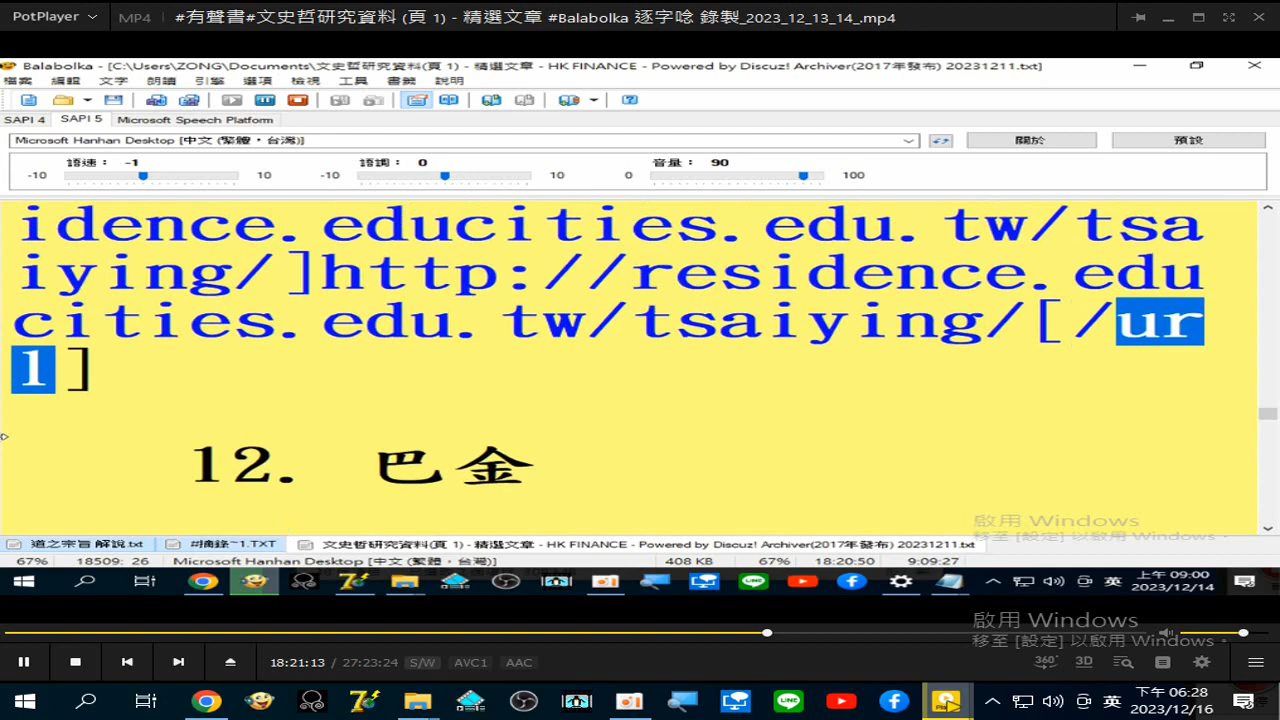 PotPlayer MP4 #有聲書#文史哲研究資料 (頁 1) - 精選文章 #Balabolka 逐字唸 錄製_2023_12_13_14_.mp4
Balabolka - [C:\Users\ZONG\Documents\文史哲研究資料(頁 1) - 精選文章 - HK FINANCE - Powered by Discuz! Archiver(2017年發布) 20231211.txt]
檔案 編輯 文字 朗讀 引擎 選項 檢視 工具 書籤 說明
SAPI 4 SAPI 5 Microsoft Speech Platform
Microsoft Hanhan Desktop [中文 (繁體，台灣)] 關於 預設
語速： -1 語調： 0 音量： 90
-10 10 -10 10 0 100
idence.educities.edu.tw/tsa
iying/]http://residence.edu
cities.edu.tw/tsaiying/[/ur
l]
12. 巴金
啟用 Windows
移至 [設定] 以啟用 Windows。
道之宗旨 解說.txt #摘錄~1.TXT 文史哲研究資料(頁 1) - 精選文章 - HK FINANCE - Powered by Discuz! Archiver(2017年發布) 20231211.txt
67% 18509: 26 Microsoft Hanhan Desktop [中文 (繁體，台灣)] 408 KB 67% 18:20:50 9:09:27
英 上午 09:00
2023/12/14
啟用 Windows
移至 [設定] 以啟用 Windows。
18:21:13 / 27:23:24 S/W AVC1 AAC 360° 3D
英 下午 06:28
2023/12/16